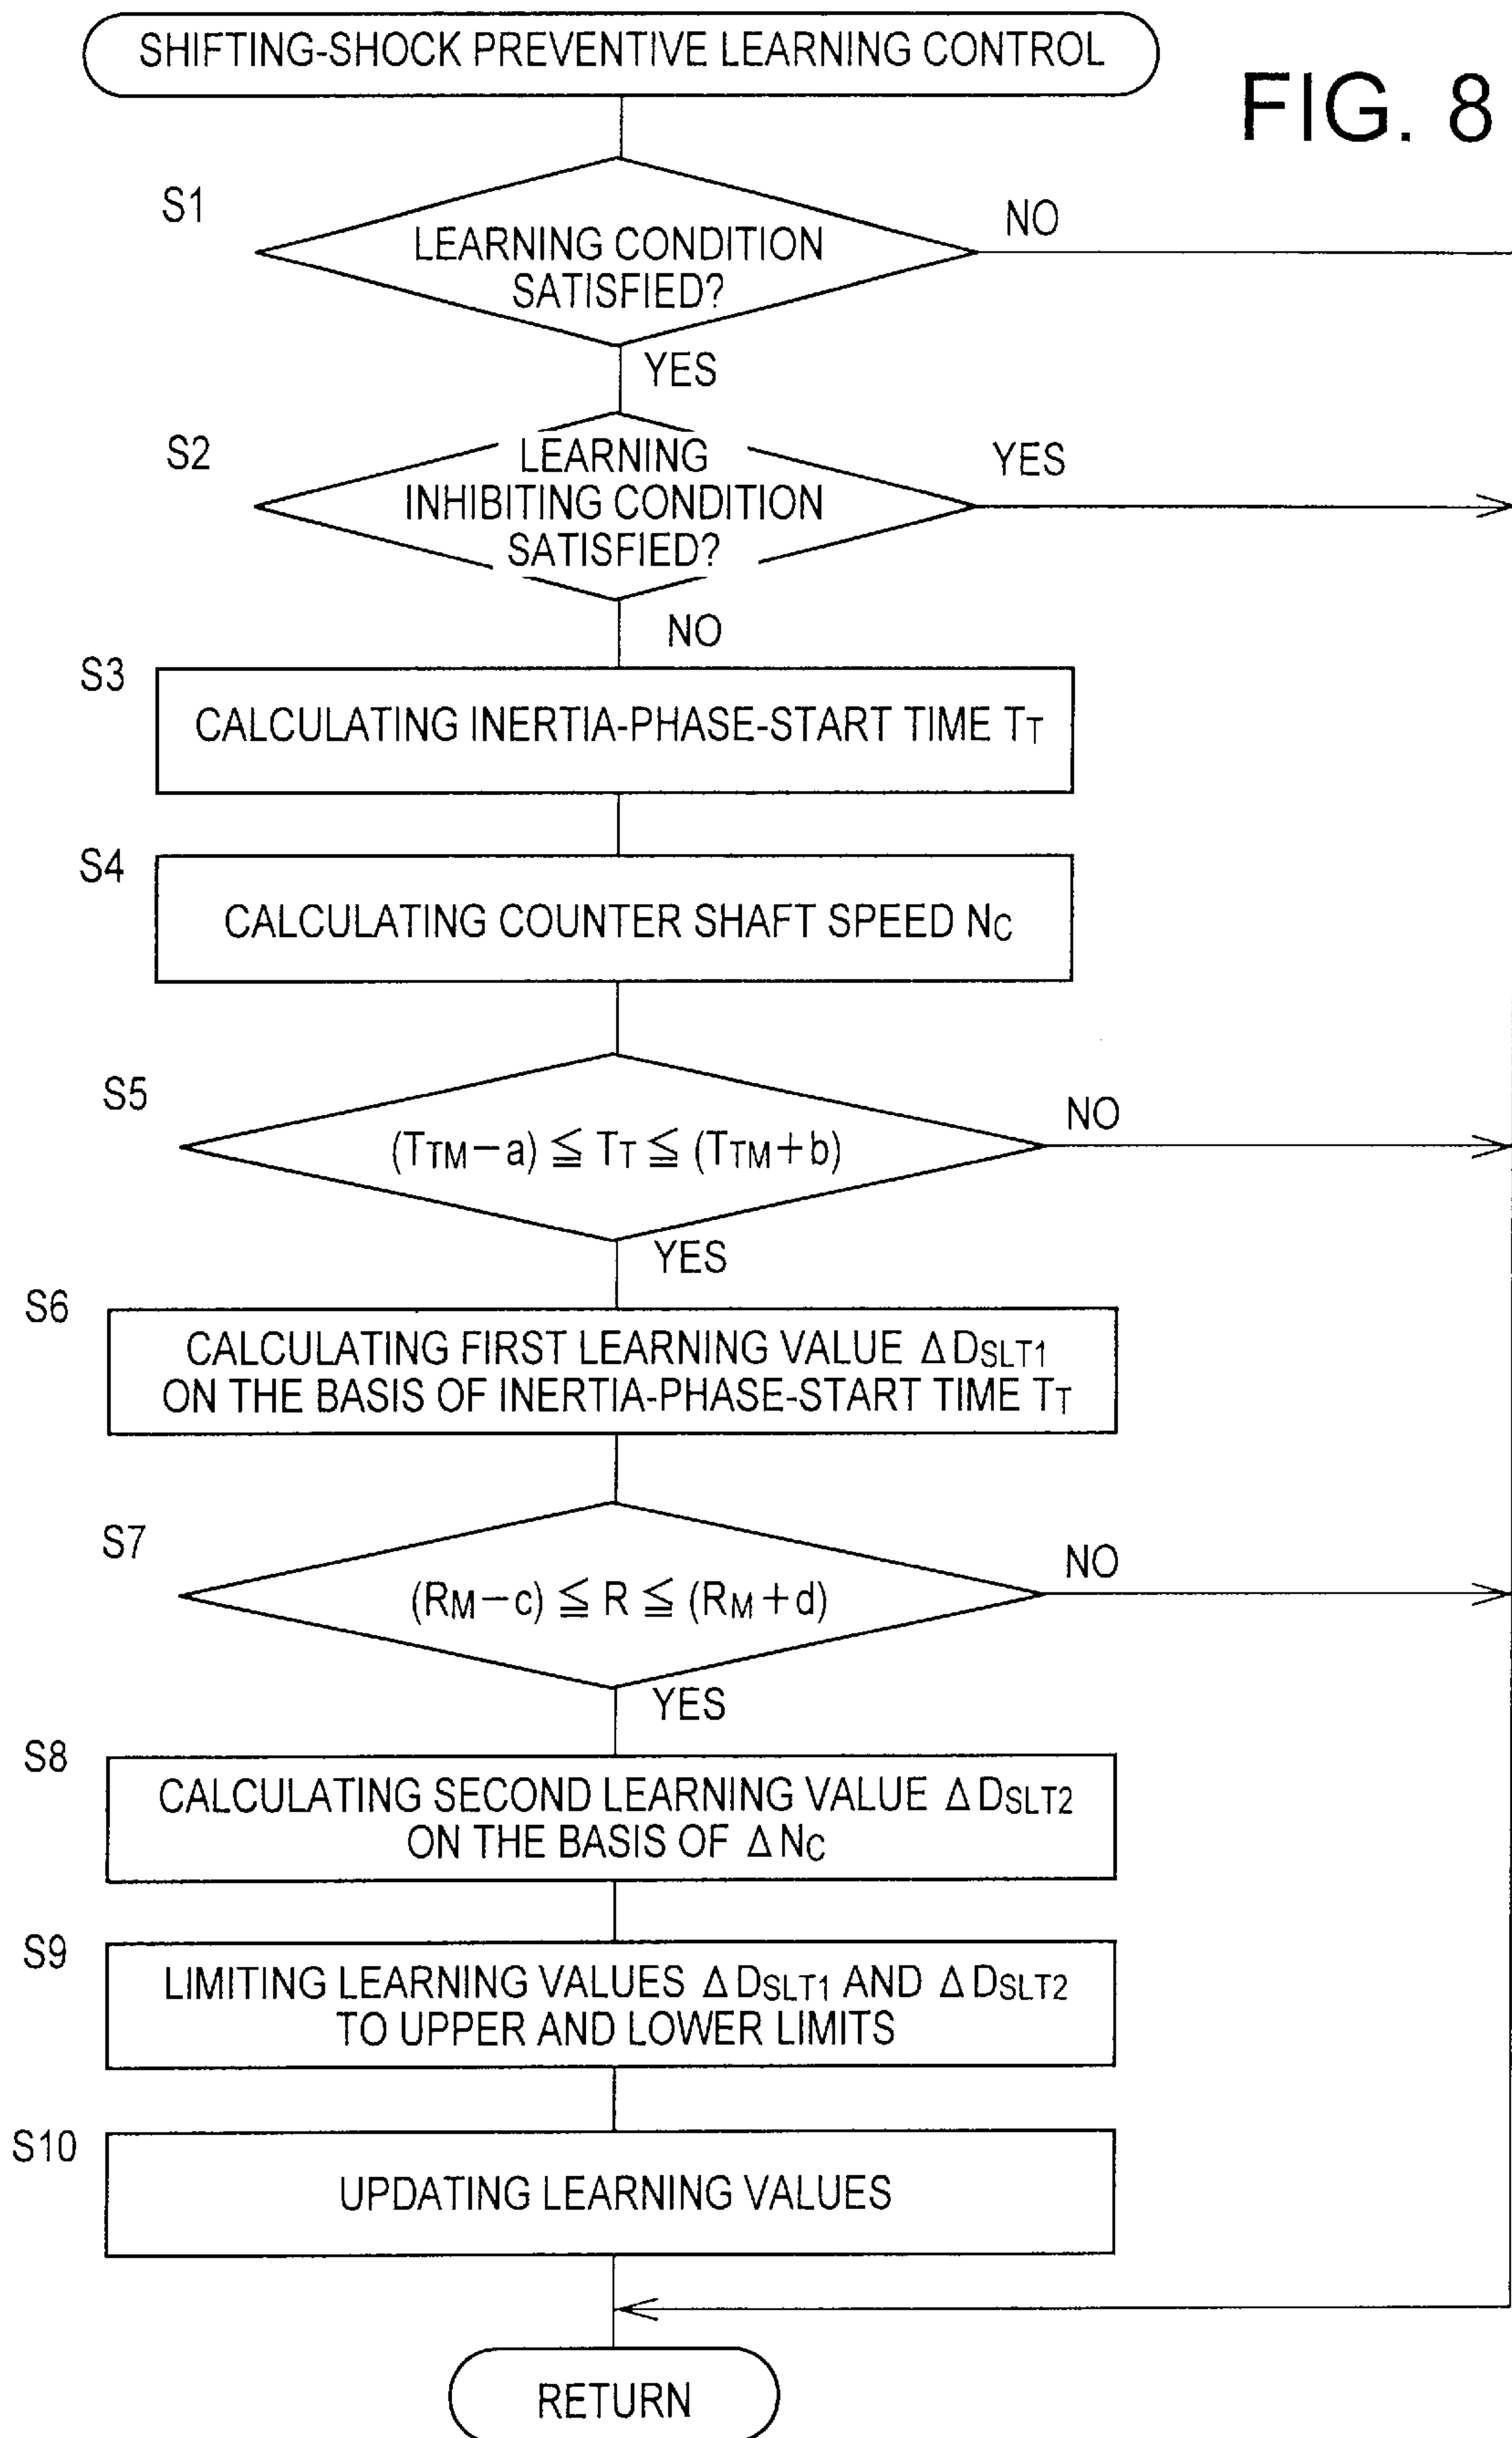 SHIFTING-SHOCK PREVENTIVE LEARNING CONTROL
FIG. 8
S1
LEARNING CONDITION
SATISFIED?
NO
YES
S2
LEARNING
INHIBITING CONDITION
SATISFIED?
YES
NO
S3
CALCULATING INERTIA-PHASE-START TIME TT
S4
CALCULATING COUNTER SHAFT SPEED NC
S5
(TTM−a) ≦ TT ≦ (TTM+b)
NO
YES
S6
CALCULATING FIRST LEARNING VALUE ΔDSLT1
ON THE BASIS OF INERTIA-PHASE-START TIME TT
S7
(RM−c) ≦ R ≦ (RM+d)
NO
YES
S8
CALCULATING SECOND LEARNING VALUE ΔDSLT2
ON THE BASIS OF ΔNC
S9
LIMITING LEARNING VALUES ΔDSLT1 AND ΔDSLT2
TO UPPER AND LOWER LIMITS
S10
UPDATING LEARNING VALUES
RETURN